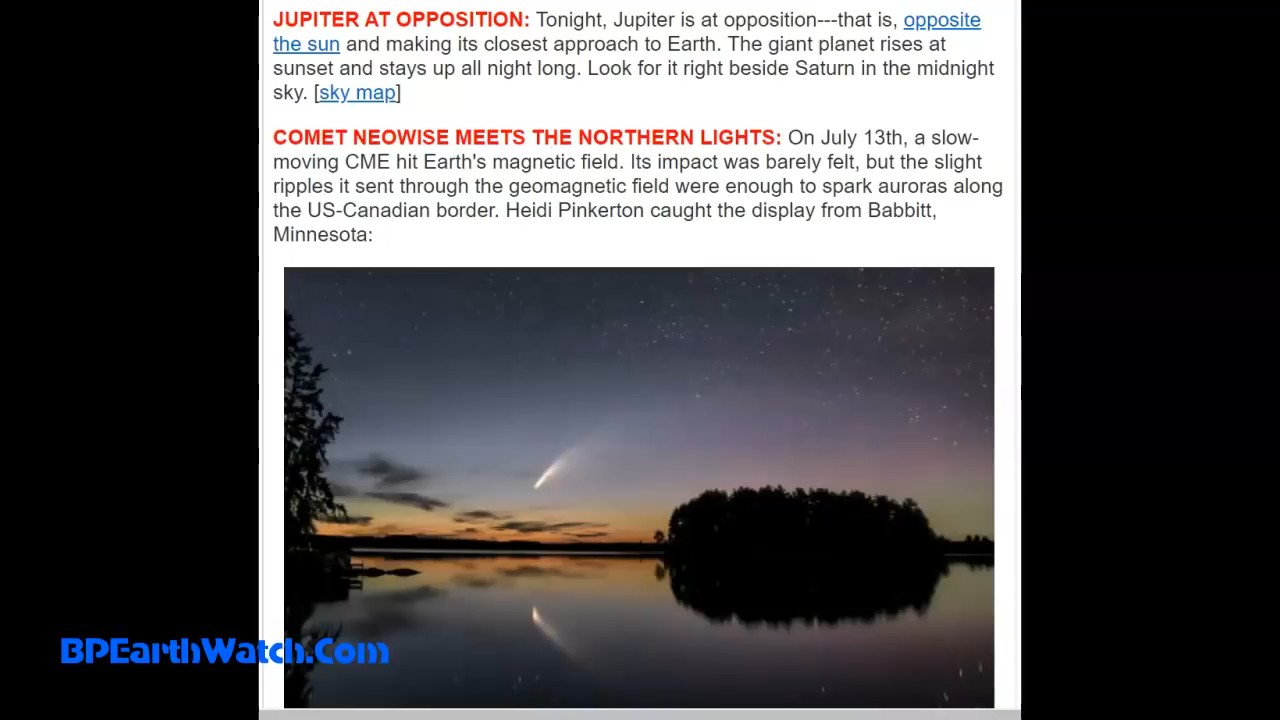 JUPITER AT OPPOSITION: Tonight, Jupiter is at opposition---that is, opposite
the sun and making its closest approach to Earth. The giant planet rises at
sunset and stays up all night long. Look for it right beside Saturn in the midnight
sky. [sky map]
COMET NEOWISE MEETS THE NORTHERN LIGHTS: On July 13th, a slow-
moving CME hit Earth's magnetic field. Its impact was barely felt, but the slight
ripples it sent through the geomagnetic field were enough to spark auroras along
the US-Canadian border. Heidi Pinkerton caught the display from Babbitt,
Minnesota:
BPEarthWatch.Com